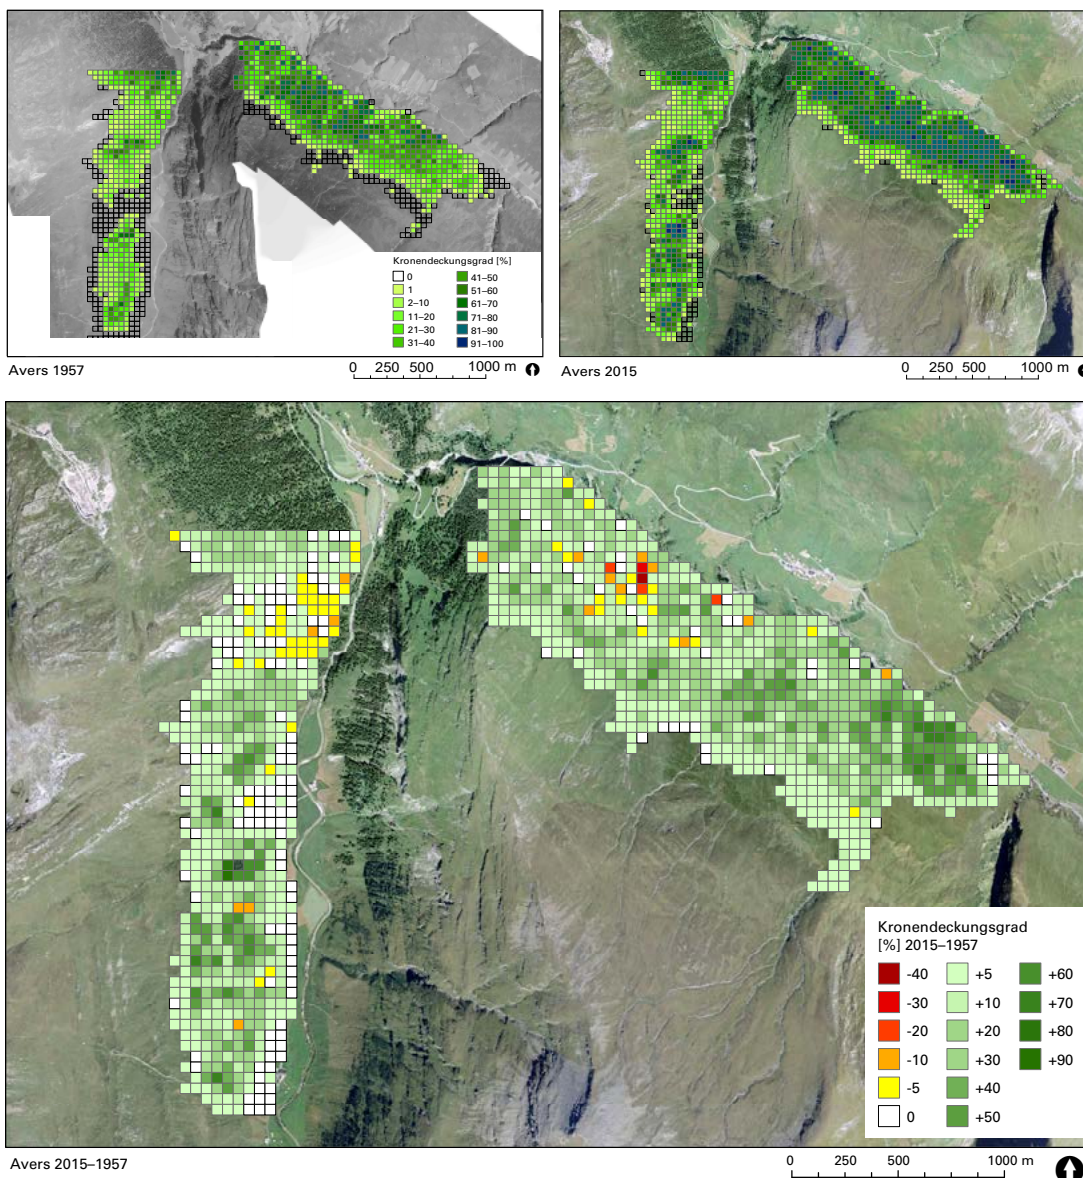 Kronendeckungsgrad [%]
0 41–50
1 51–60
2–10 61–70
11–20 71–80
21–30 81–90
31–40 91–100
Avers 1957
0 250 500 1000 m
Avers 2015
0 250 500 1000 m
Kronendeckungsgrad
[%] 2015–1957
-40 +5 +60
-30 +10 +70
-20 +20 +80
-10 +30 +90
-5 +40
0 +50
Avers 2015–1957
0 250 500 1000 m